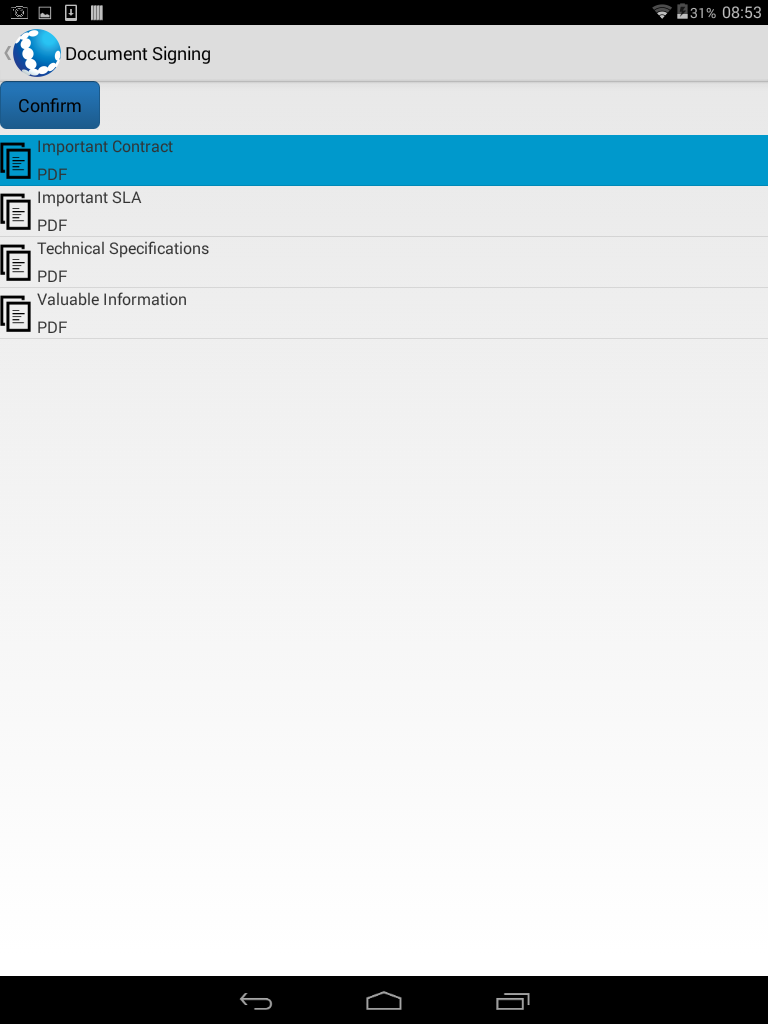 31% 08:53
Document Signing
Confirm
Important Contract
PDF
Important SLA
PDF
Technical Specifications
PDF
Valuable Information
PDF